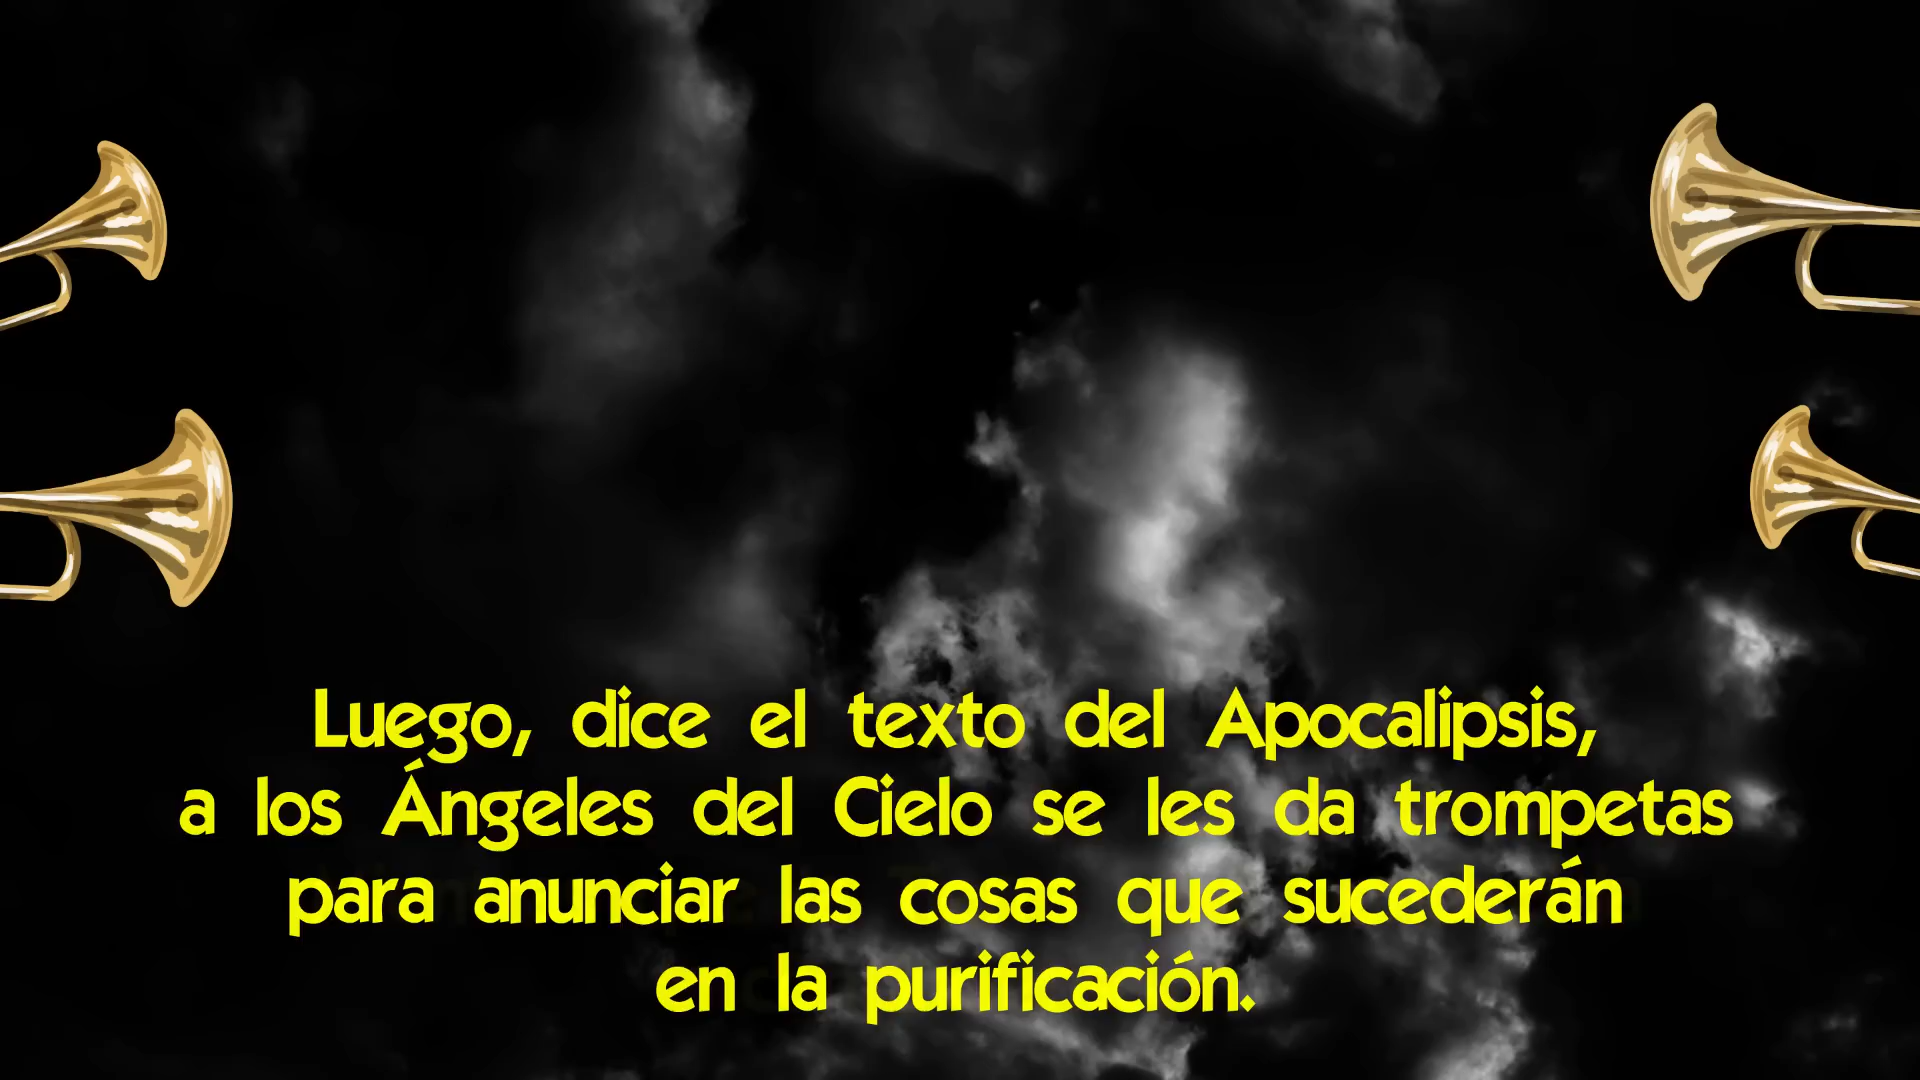 Luego, dice el texto del Apocalipsis,
a los Ángeles del Cielo se les da trompetas
para anunciar las cosas que sucederán
en la purificación.